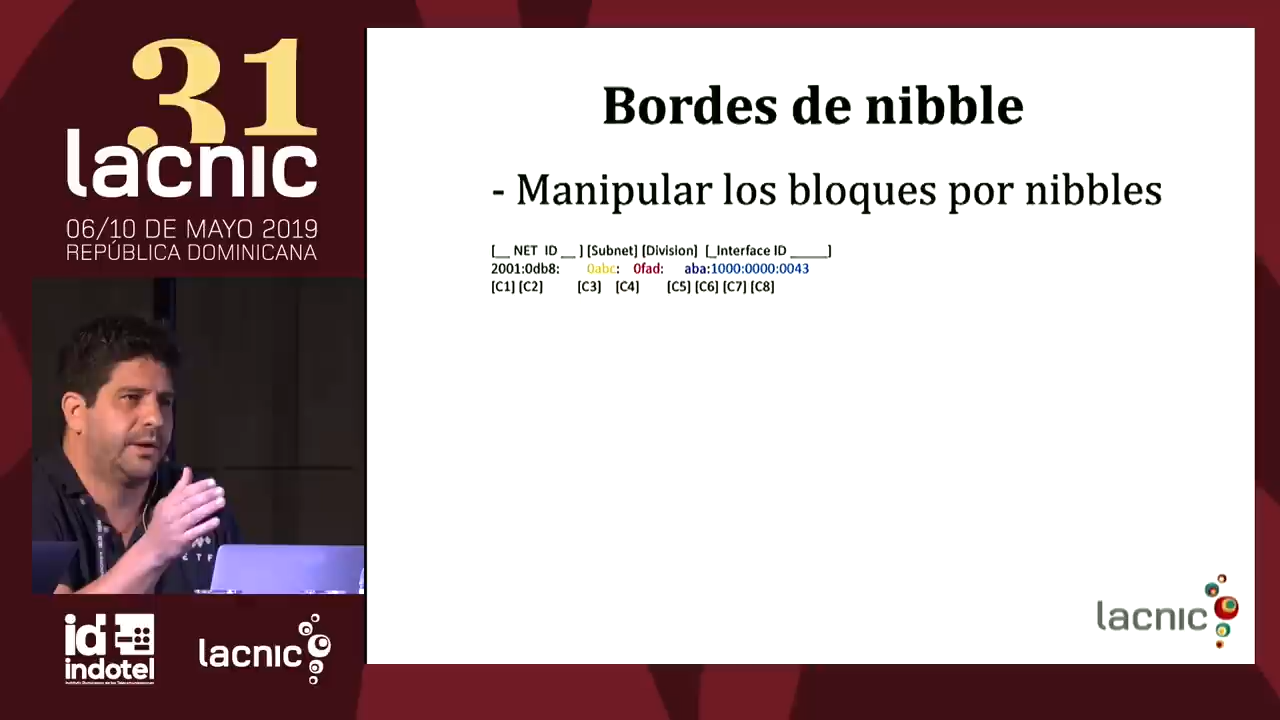 31
lacnic
06/10 DE MAYO 2019
REPÚBLICA DOMINICANA
Bordes de nibble
- Manipular los bloques por nibbles
[__ NET ID __ ] [Subnet] [Division] [_Interface ID _____]
2001:0db8: 0abc: 0fad: aba:1000:0000:0043
[C1] [C2] [C3] [C4] [C5] [C6] [C7] [C8]
id
indotel
lacnic
lacnic